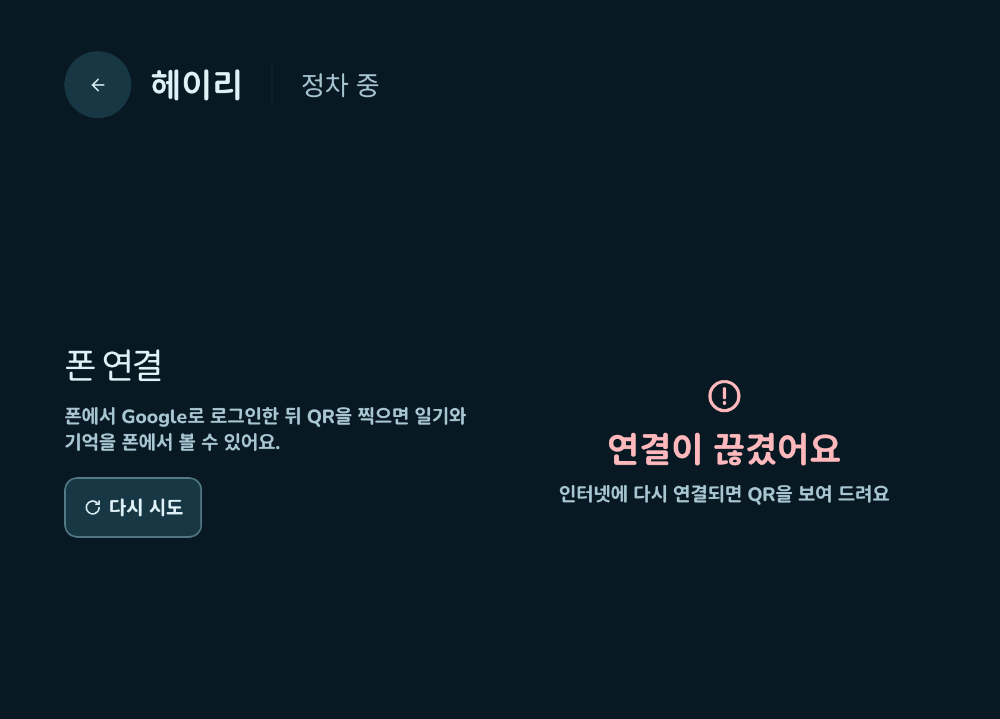 헤이리
정차 중
폰 연결
폰에서 Google로 로그인한 뒤 QR을 찍으면 일기와
기억을 폰에서 볼 수 있어요.
다시 시도
연결이 끊겼어요
인터넷에 다시 연결되면 QR을 보여 드려요